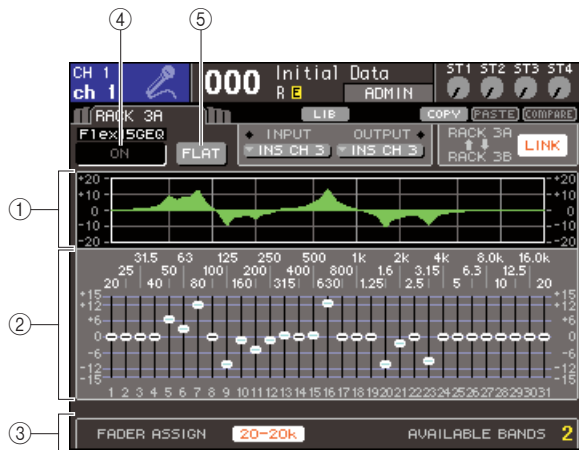 ④ ⑤
CH 1
ch 1
000 Initial Data
R E ADMIN
ST1 ST2 ST3 ST4
RACK 3A
LIB
COPY PASTE COMPARE
Flex15GEQ
ON
FLAT
INPUT
INS CH 3
OUTPUT
INS CH 3
RACK 3A
RACK 3B
LINK
①
+20 +20
+10 +10
0 0
-10 -10
-20 -20
②
31.5 63 125 250 500 1k 2k 4k 8.0k 16.0k
25 50 100 200 400 800 1.6 3.15 6.3 12.5
20 40 80 160 315 630 1.25 2.5 5 10 20
+15 +15
+12 +12
+6 +6
0 0
-6 -6
-12 -12
-15 -15
1 2 3 4 5 6 7 8 9 10 11 12 13 14 15 16 17 18 19 20 21 22 23 24 25 26 27 28 29 30 31
③
FADER ASSIGN 20-20k AVAILABLE BANDS 2